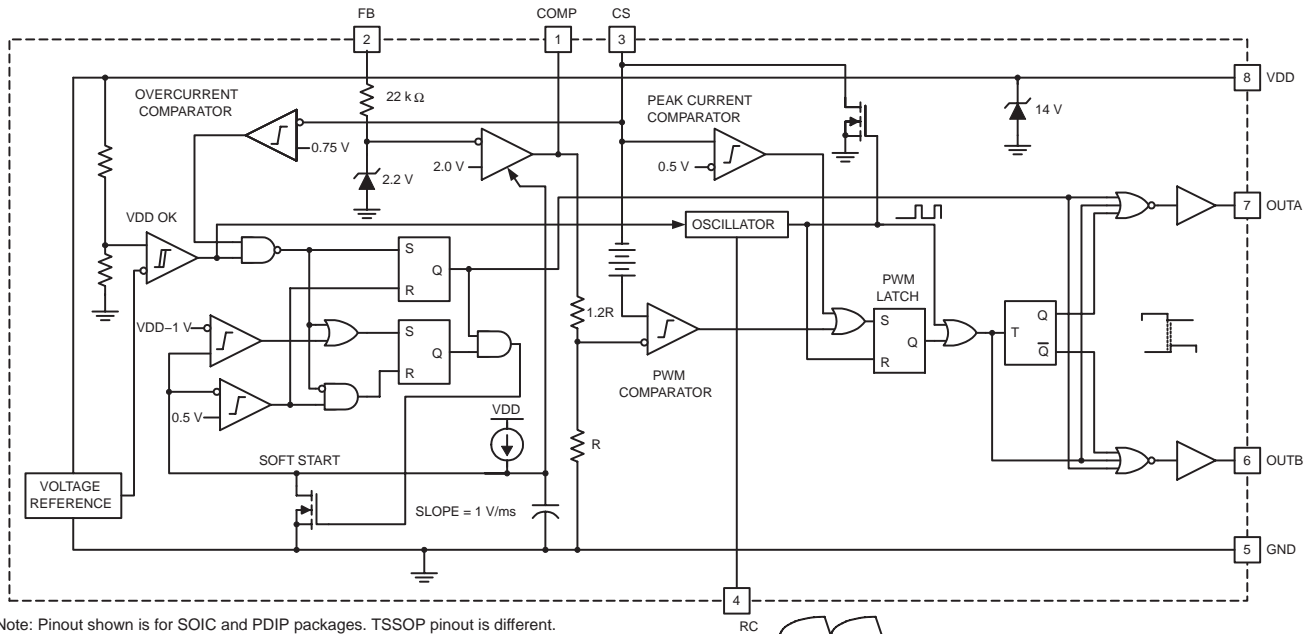 FB
COMP
CS
2
1
3
8 VDD
OVERCURRENT
COMPARATOR
22 k Ω
PEAK CURRENT
COMPARATOR
14 V
0.75 V
2.0 V
0.5 V
2.2 V
7 OUTA
VDD OK
OSCILLATOR
S
Q
R
PWM
LATCH
1.2R
S
Q
R
T
Q
Q̅
VDD–1 V
S
Q
R
PWM
COMPARATOR
0.5 V
VDD
R
SOFT START
6 OUTB
VOLTAGE
REFERENCE
SLOPE = 1 V/ms
5 GND
4
RC
Note: Pinout shown is for SOIC and PDIP packages. TSSOP pinout is different.